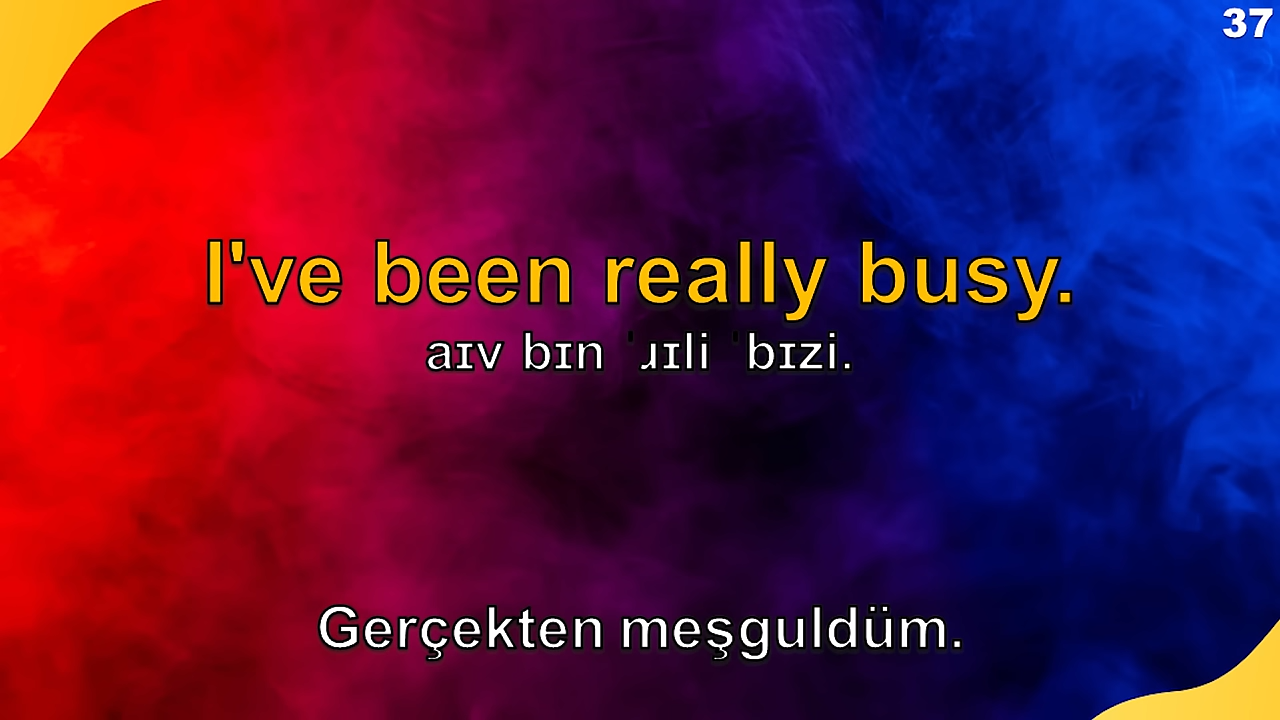 37
I've been really busy.
aɪv bɪn ˈɹɪli ˈbɪzi.
Gerçekten meşguldüm.